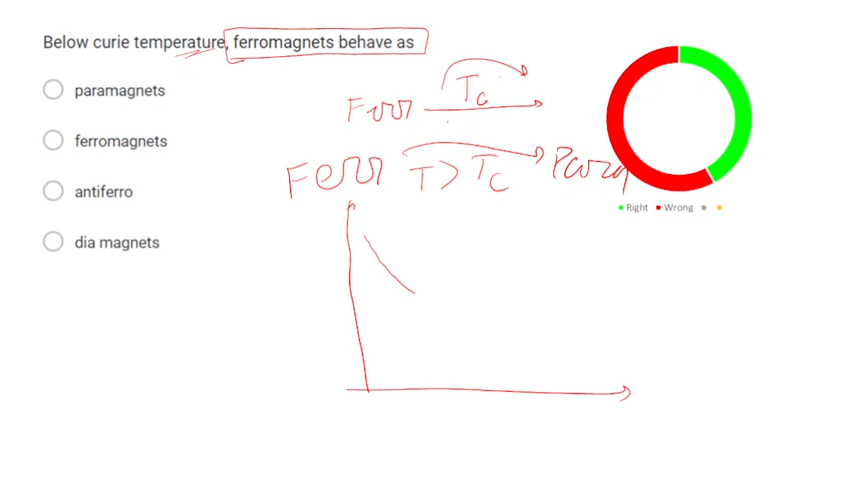 Below curie temperature, ferromagnets behave as
paramagnets
ferromagnets
antiferro
dia magnets
Ferr Tc
Ferr T > Tc Para
Right Wrong